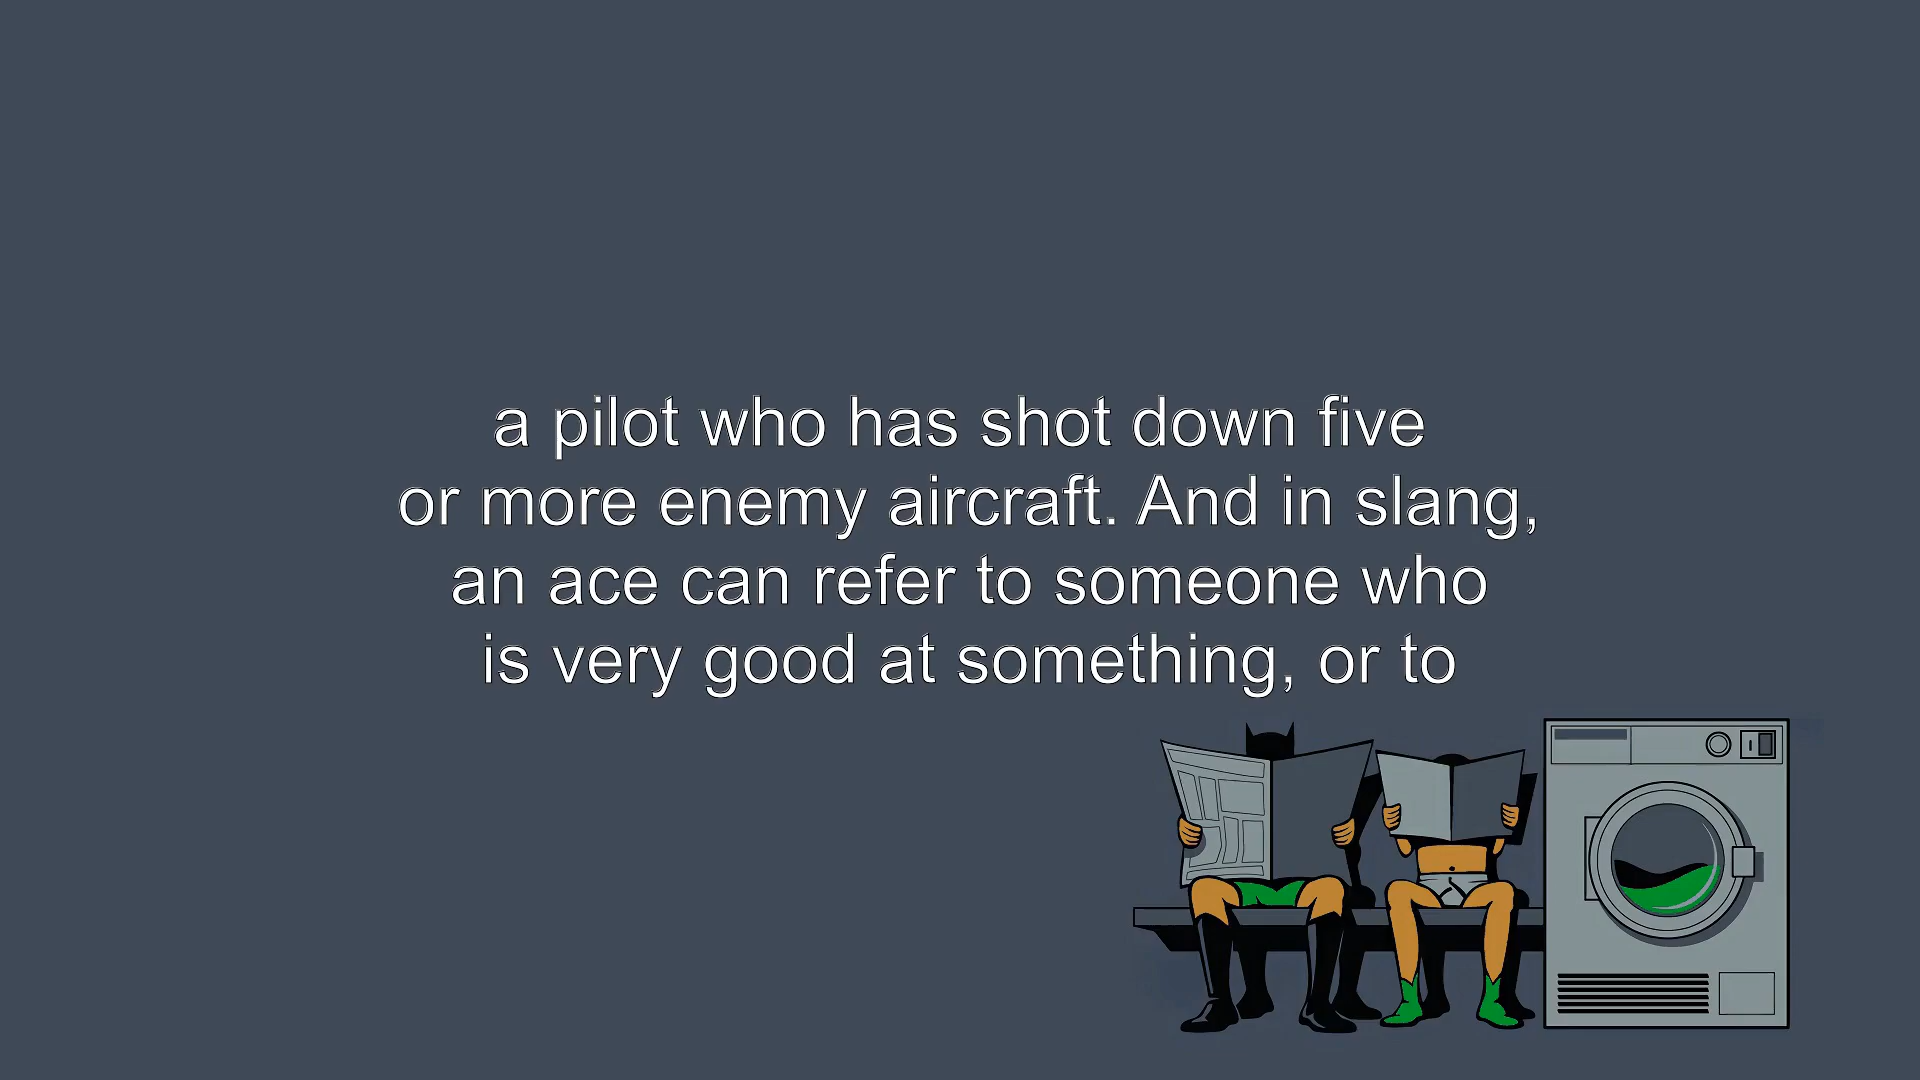 a pilot who has shot down five
or more enemy aircraft. And in slang,
an ace can refer to someone who
is very good at something, or to